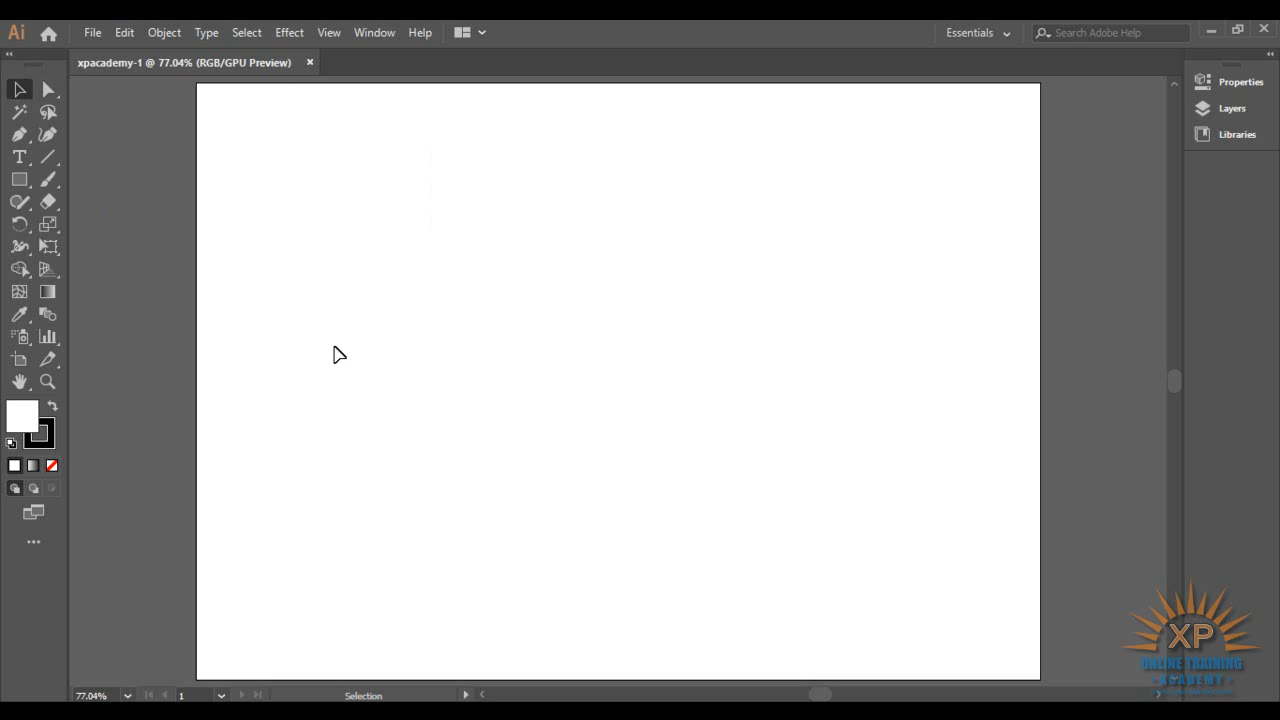 Ai File Edit Object Type Select Effect View Window Help Essentials Search Adobe Help
xpacademy-1 @ 77.04% (RGB/GPU Preview)
Properties
Layers
Libraries
T
XP
ONLINE TRAINING
ACADEMY
77.04% 1 Selection